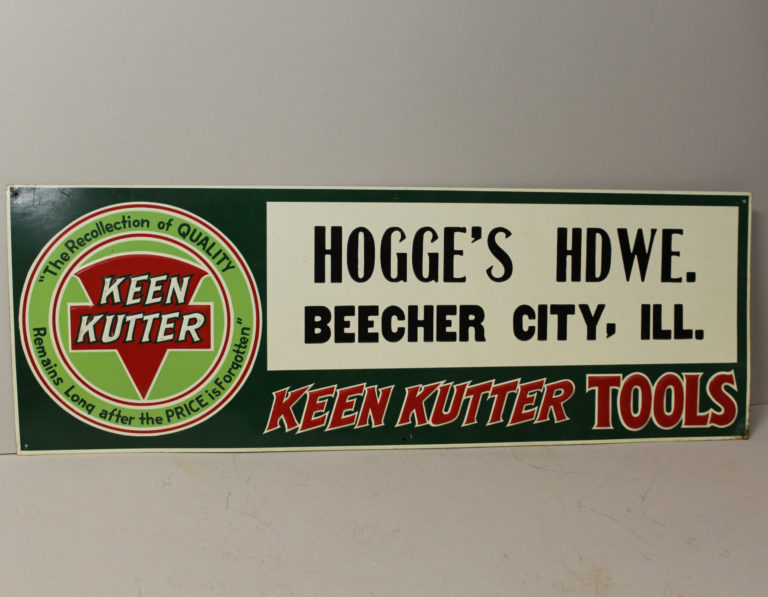 "The Recollection of QUALITY
Remains Long after the PRICE is Forgotten"
KEEN
KUTTER
HOGGE'S HDWE.
BEECHER CITY, ILL.
KEEN KUTTER TOOLS